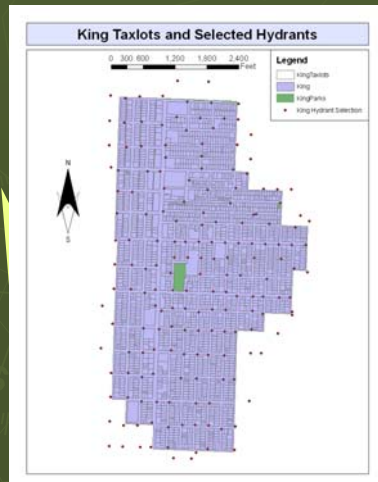 King Taxlots and Selected Hydrants
0 300 600 1,200 1,800 2,400
Feet
Legend
KingTaxlots
King
KingParks
King Hydrant Selection
N
S